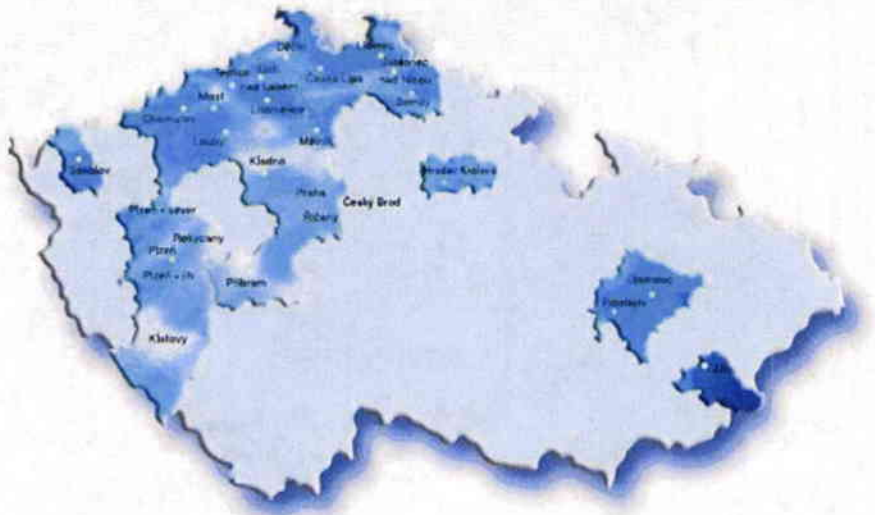 Děčín
Liberec
Teplice
Ústí
nad Labem
Česká Lípa
Jablonec
nad Nisou
Most
Litoměřice
Semily
Chomutov
Louny
Mělník
Kladno
Sokolov
Hradec Králové
Praha
Český Brod
Plzeň - sever
Říčany
Rokycany
Plzeň
Plzeň - jih
Příbram
Olomouc
Prostějov
Klatovy
Zlín